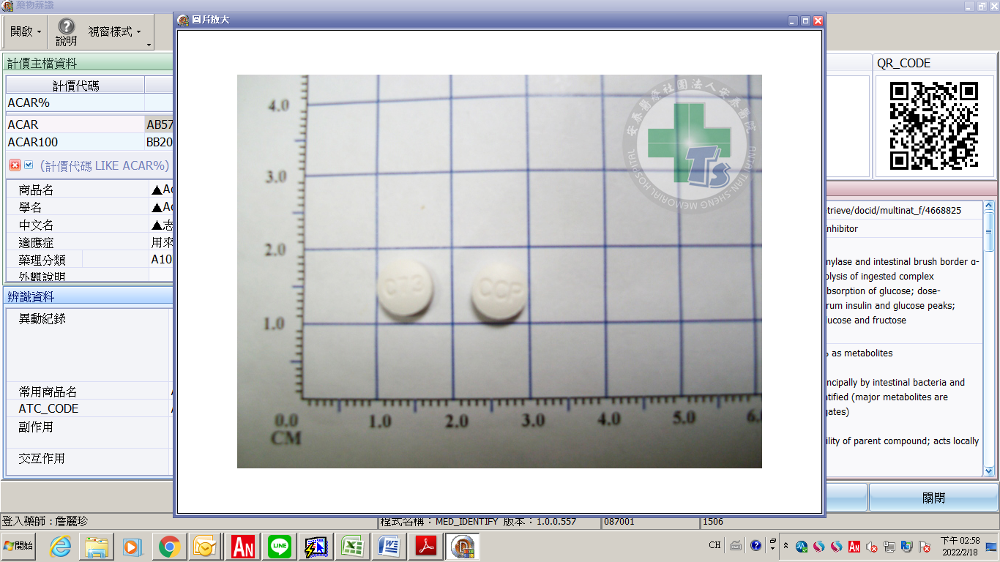 藥物辨識
開啟
說明
視窗樣式
計價主檔資料
計價代碼
ACAR%
ACAR
AB57
ACAR100
BB20
(計價代碼 LIKE ACAR%)
商品名
▲Ac
學名
▲Ac
中文名
▲志
適應症
用來
藥理分類
A10
外觀說明
辨識資料
異動紀錄
常用商品名
ATC_CODE
副作用
交互作用
圖片放大
4.0
3.0
2.0
1.0
0.0
CM
1.0
2.0
3.0
4.0
5.0
6.
C73
CCP
安泰醫療社團法人安泰醫院
ANTAI TIAN-SHENG MEMORIAL HOSPITAL
Ts
QR_CODE
etrieve/docid/multinat_f/4668825
nhibitor
mylase and intestinal brush border α-
olysis of ingested complex
bsorption of glucose; dose-
rum insulin and glucose peaks;
lucose and fructose
% as metabolites
ncipally by intestinal bacteria and
ntified (major metabolites are
gates)
ility of parent compound; acts locally
關閉
登入藥師：詹麗珍
程式名稱：MED_IDENTIFY 版本：1.0.0.557
087001
1506
開始
AN
LINE
CH
AN
下午 02:58
2022/2/18